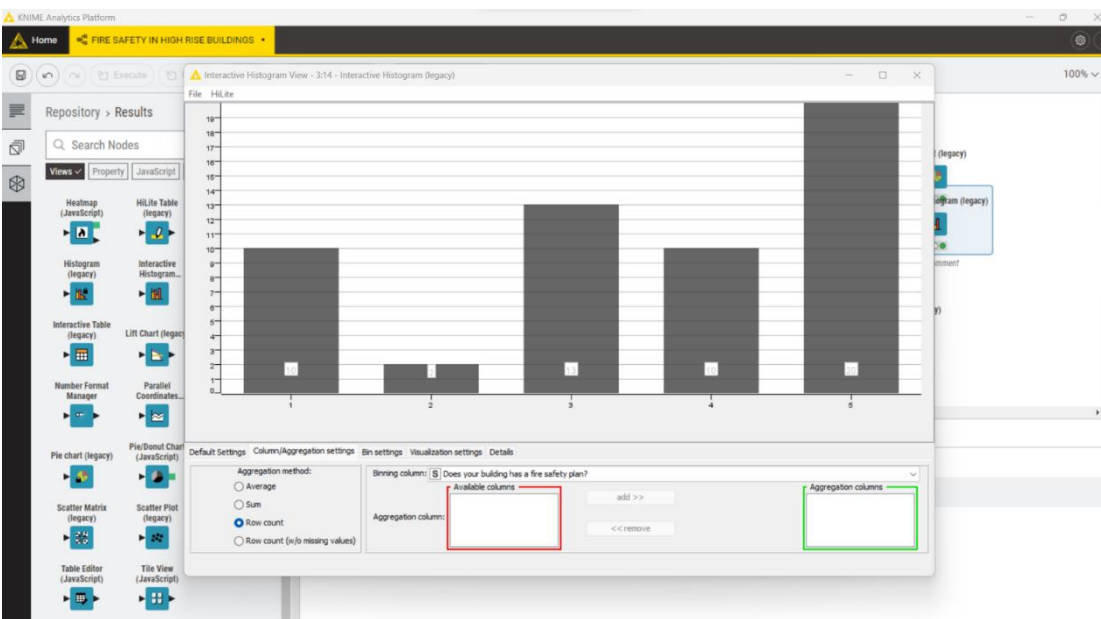 KNIME Analytics Platform
Home
FIRE SAFETY IN HIGH RISE BUILDINGS
Execute
100%
Interactive Histogram View - 3:14 - Interactive Histogram (legacy)
File HiLite
Repository > Results
Search Nodes
Views Property JavaScript
Heatmap (JavaScript)
HiLite Table (legacy)
Histogram (legacy)
Interactive Histogram...
Interactive Table (legacy)
Lift Chart (legacy
Number Format Manager
Parallel Coordinates...
Pie chart (legacy)
Pie/Donut Chart (JavaScript)
Scatter Matrix (legacy)
Scatter Plot (legacy)
Table Editor (JavaScript)
Tile View (JavaScript)
19
18
17
16
15
14
13
12
11
10
9
8
7
6
5
4
3
2
1
0
10 2 13 10 20
1 2 3 4 5
Default Settings Column/Aggregation settings Bin settings Visualization settings Details
Aggregation method:
Average
Sum
Row count
Row count (w/o missing values)
Binning column: S Does your building has a fire safety plan?
Aggregation column:
Available columns
add >>
<< remove
Aggregation columns
(legacy)
ogram (legacy)
mment
y)